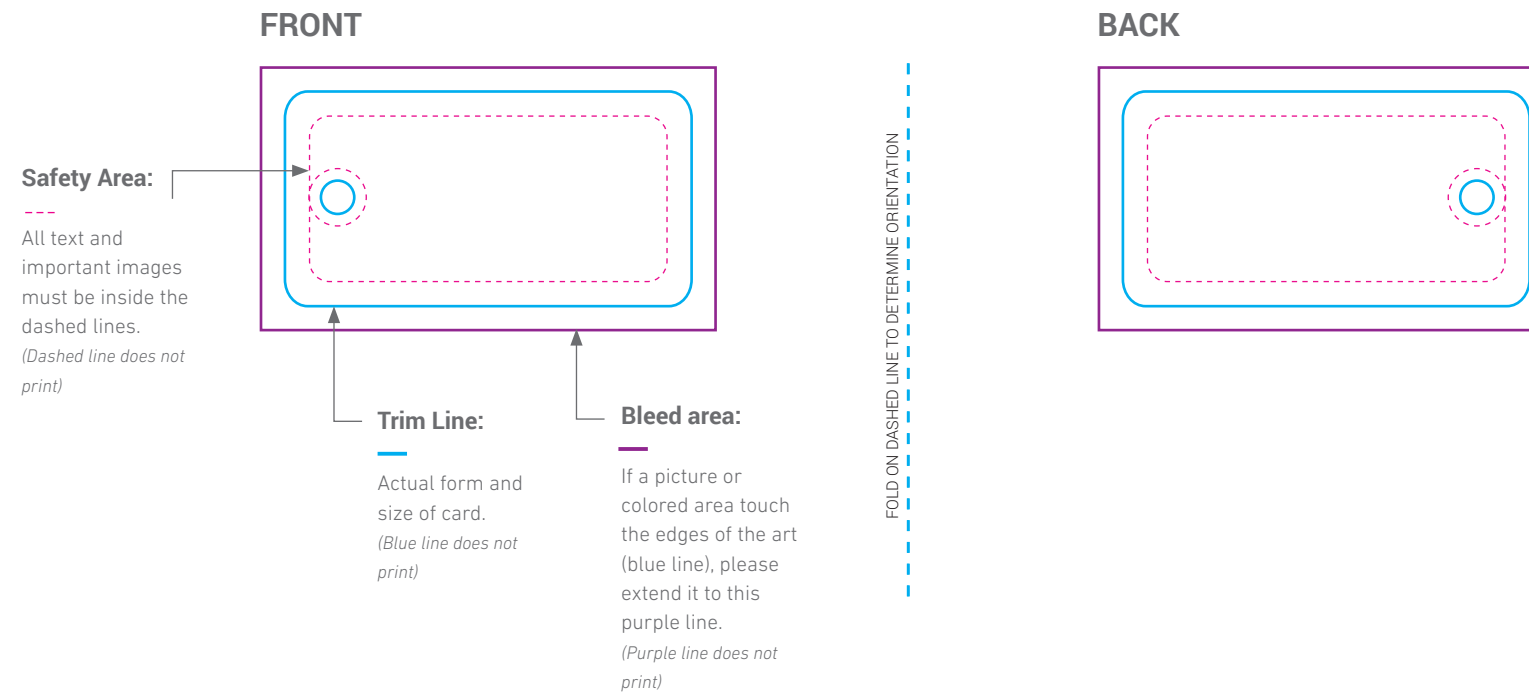 FRONT
BACK
Safety Area:
All text and
important images
must be inside the
dashed lines.
(Dashed line does not
print)
Trim Line:
Actual form and
size of card.
(Blue line does not
print)
Bleed area:
If a picture or
colored area touch
the edges of the art
(blue line), please
extend it to this
purple line.
(Purple line does not
print)
FOLD ON DASHED LINE TO DETERMINE ORIENTATION